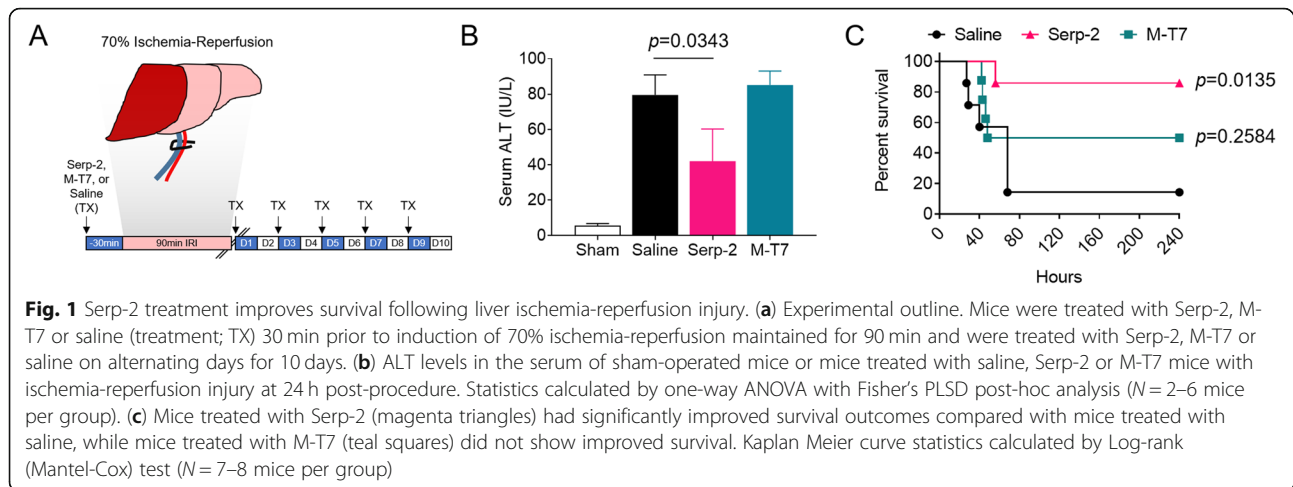 A
70% Ischemia-Reperfusion
Serp-2,
M-T7, or
Saline
(TX)
TX TX TX TX TX
-30min 90min IRI D1 D2 D3 D4 D5 D6 D7 D8 D9 D10
B
p=0.0343
Serum ALT (IU/L)
100
80
60
40
20
0
Sham Saline Serp-2 M-T7
C
Saline Serp-2 M-T7
Percent survival
100
80
60
40
20
0
p=0.0135
p=0.2584
0 40 80 120 160 200 240
Hours
Fig. 1 Serp-2 treatment improves survival following liver ischemia-reperfusion injury. (a) Experimental outline. Mice were treated with Serp-2, M-
T7 or saline (treatment; TX) 30 min prior to induction of 70% ischemia-reperfusion maintained for 90 min and were treated with Serp-2, M-T7 or
saline on alternating days for 10 days. (b) ALT levels in the serum of sham-operated mice or mice treated with saline, Serp-2 or M-T7 mice with
ischemia-reperfusion injury at 24 h post-procedure. Statistics calculated by one-way ANOVA with Fisher's PLSD post-hoc analysis (N = 2–6 mice
per group). (c) Mice treated with Serp-2 (magenta triangles) had significantly improved survival outcomes compared with mice treated with
saline, while mice treated with M-T7 (teal squares) did not show improved survival. Kaplan Meier curve statistics calculated by Log-rank
(Mantel-Cox) test (N = 7–8 mice per group)